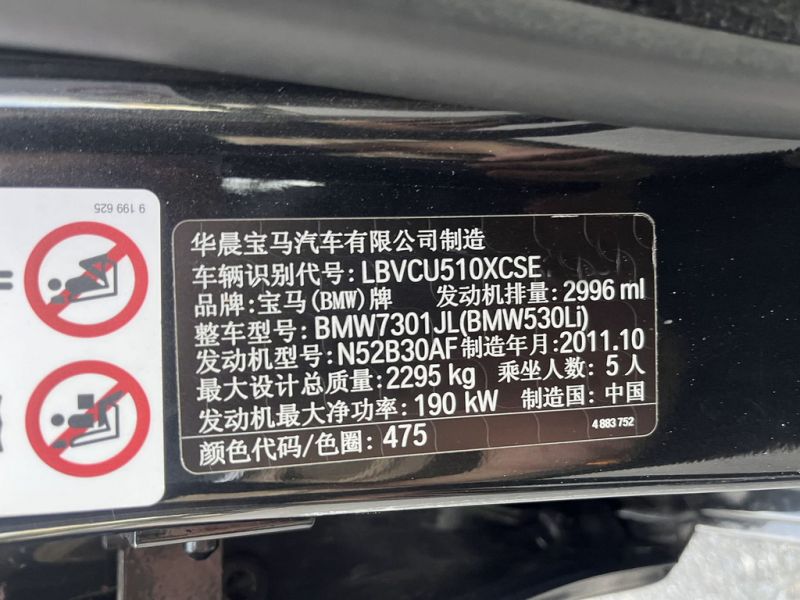 9 199 625
华晨宝马汽车有限公司制造
车辆识别代号: LBVCU510XCSE
品牌: 宝马(BMW)牌 发动机排量: 2996 ml
整车型号: BMW7301JL(BMW530Li)
发动机型号: N52B30AF 制造年月: 2011.10
最大设计总质量: 2295 kg 乘坐人数: 5 人
发动机最大净功率: 190 kW 制造国: 中国
颜色代码/色圈: 475
4 883 752